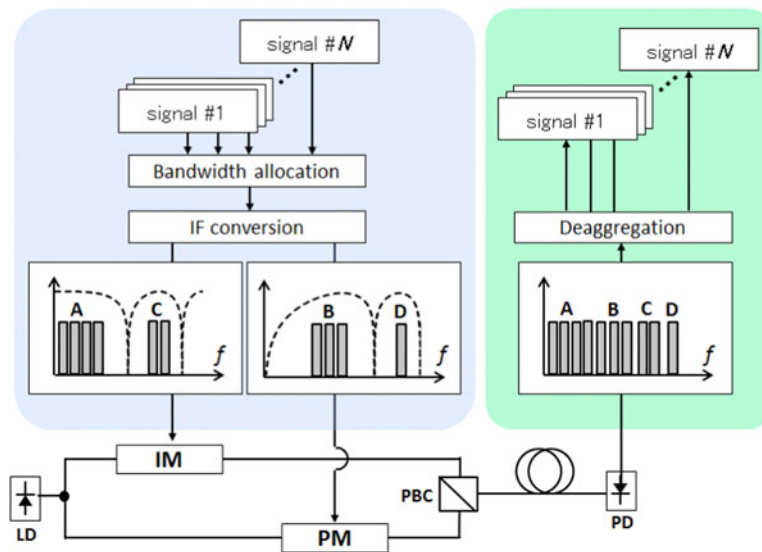 signal #N
signal #1
Bandwidth allocation
IF conversion
A
C
f
B
D
f
IM
PM
LD
PBC
PD
signal #N
signal #1
Deaggregation
A
B
C
D
f